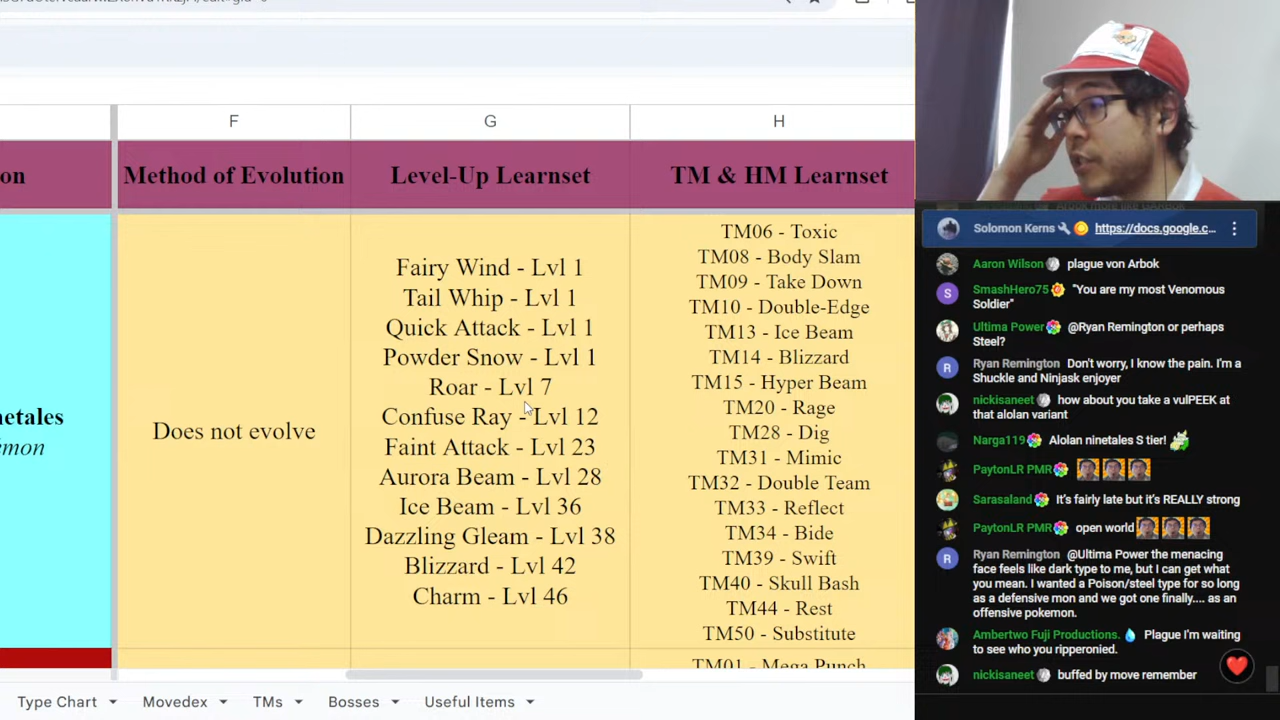 F
G
H
on
Method of Evolution
Level-Up Learnset
TM & HM Learnset
netales
émon
Does not evolve
Fairy Wind - Lvl 1
Tail Whip - Lvl 1
Quick Attack - Lvl 1
Powder Snow - Lvl 1
Roar - Lvl 7
Confuse Ray - Lvl 12
Faint Attack - Lvl 23
Aurora Beam - Lvl 28
Ice Beam - Lvl 36
Dazzling Gleam - Lvl 38
Blizzard - Lvl 42
Charm - Lvl 46
TM06 - Toxic
TM08 - Body Slam
TM09 - Take Down
TM10 - Double-Edge
TM13 - Ice Beam
TM14 - Blizzard
TM15 - Hyper Beam
TM20 - Rage
TM28 - Dig
TM31 - Mimic
TM32 - Double Team
TM33 - Reflect
TM34 - Bide
TM39 - Swift
TM40 - Skull Bash
TM44 - Rest
TM50 - Substitute
TM01 - Mega Punch
Type Chart
Movedex
TMs
Bosses
Useful Items
Solomon Kerns https://docs.google.c...
Aaron Wilson plague von Arbok
SmashHero75 "You are my most Venomous
Soldier"
Ultima Power @Ryan Remington or perhaps
Steel?
Ryan Remington Don't worry, I know the pain. I'm a
Shuckle and Ninjask enjoyer
nickisaneet how about you take a vulPEEK at
that alolan variant
Narga119 Alolan ninetales S tier!
PaytonLR PMR
Sarasaland It's fairly late but it's REALLY strong
PaytonLR PMR open world
Ryan Remington @Ultima Power the menacing
face feels like dark type to me, but I can get what
you mean. I wanted a Poison/steel type for so long
as a defensive mon and we got one finally.... as an
offensive pokemon.
Ambertwo Fuji Productions. Plague I'm waiting
to see who you ripperonied.
nickisaneet buffed by move remember